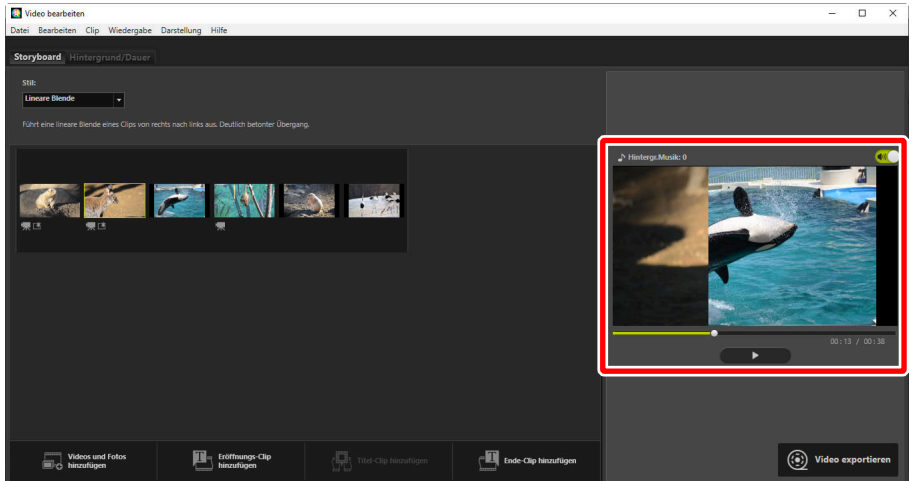 Video bearbeiten
Datei Bearbeiten Clip Wiedergabe Darstellung Hilfe
Storyboard Hintergrund/Dauer
Stil:
Lineare Blende
Führt eine lineare Blende eines Clips von rechts nach links aus. Deutlich betonter Übergang.
Hintergr.Musik: 0
00:13 / 00:38
Videos und Fotos
hinzufügen
Eröffnungs-Clip
hinzufügen
Titel-Clip hinzufügen
Ende-Clip hinzufügen
Video exportieren